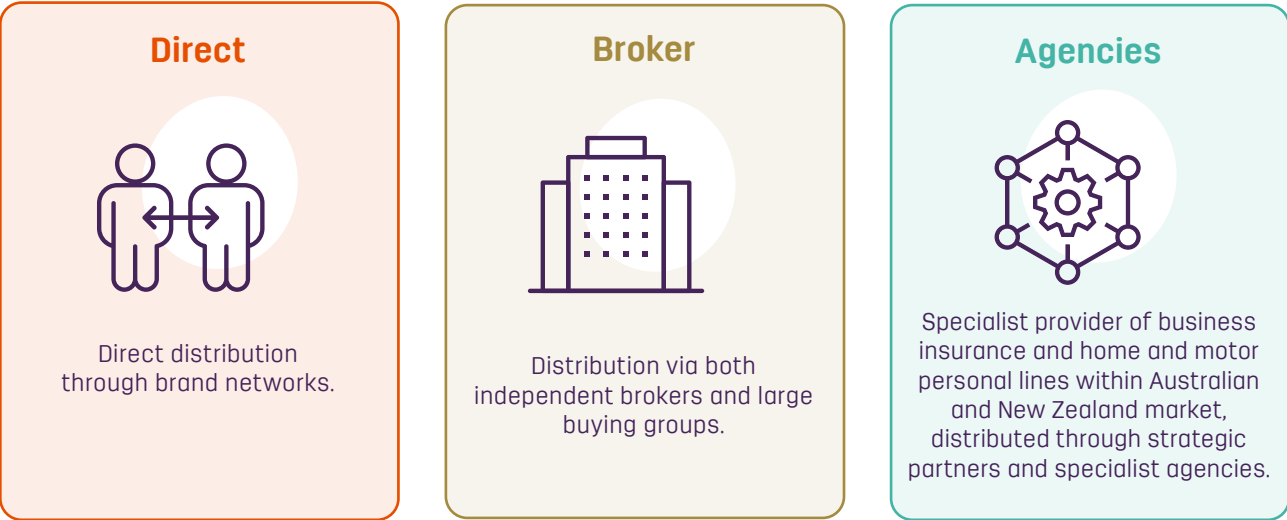 Direct
Direct distribution
through brand networks.
Broker
Distribution via both
independent brokers and large
buying groups.
Agencies
Specialist provider of business
insurance and home and motor
personal lines within Australian
and New Zealand market,
distributed through strategic
partners and specialist agencies.